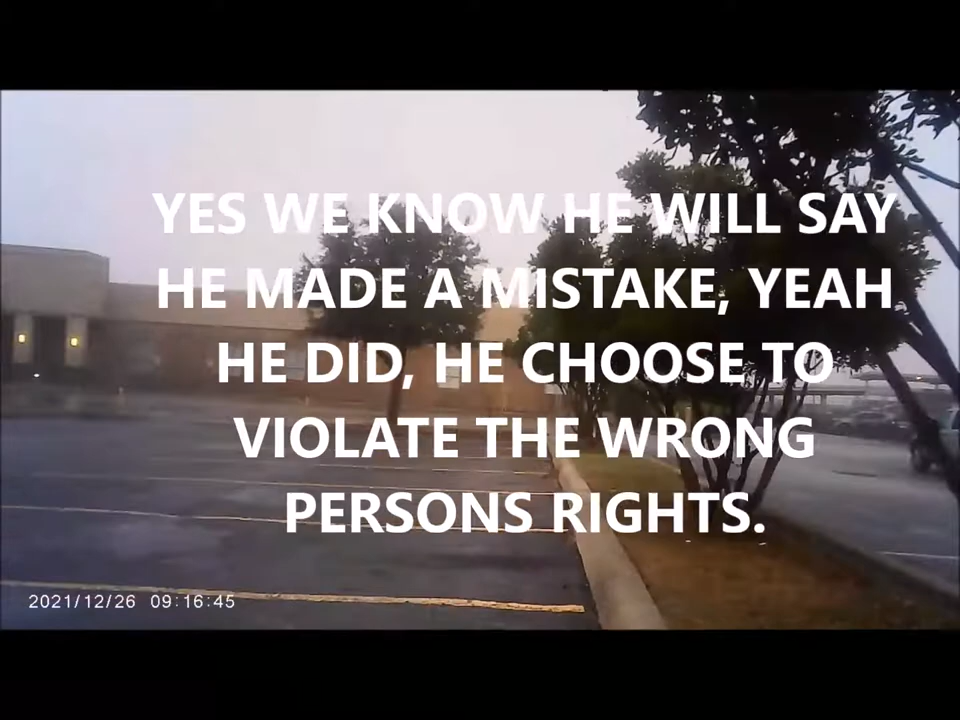 YES WE KNOW HE WILL SAY
HE MADE A MISTAKE, YEAH
HE DID, HE CHOOSE TO
VIOLATE THE WRONG
PERSONS RIGHTS.
2021/12/26 09:16:45